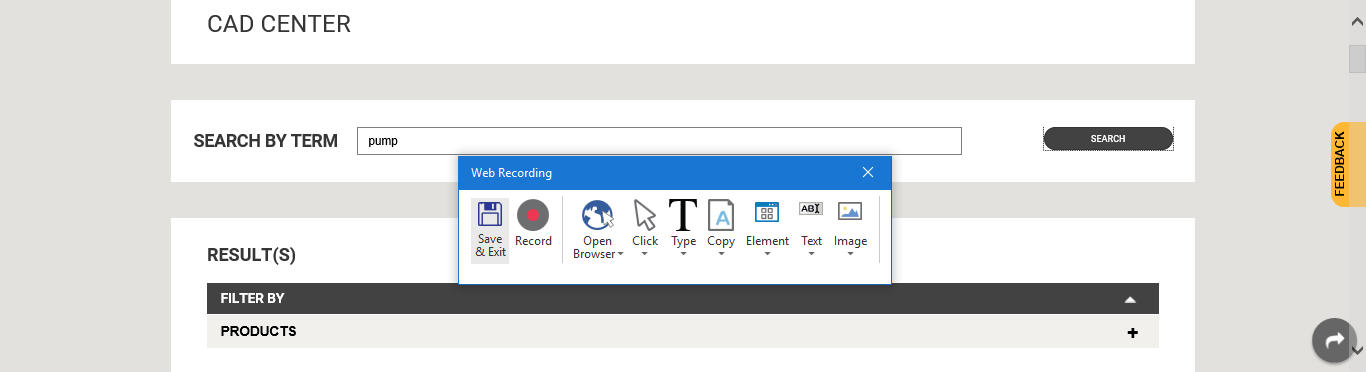 CAD CENTER
SEARCH BY TERM
pump
SEARCH
FEEDBACK
Web Recording
Save
& Exit
Record
Open
Browser
Click
Type
Copy
Element
Text
Image
T
A
AB
RESULT(S)
FILTER BY
PRODUCTS